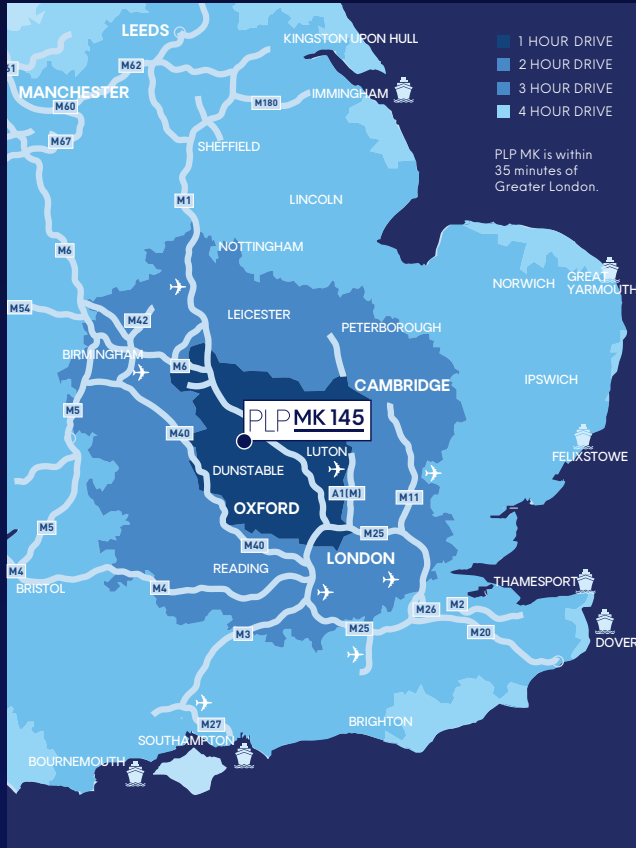 LEEDS
KINGSTON UPON HULL
1 HOUR DRIVE
2 HOUR DRIVE
3 HOUR DRIVE
4 HOUR DRIVE
61
M62
MANCHESTER
M60
M180
IMMINGHAM
M67
SHEFFIELD
PLP MK is within
35 minutes of
Greater London.
M1
LINCOLN
M6
NOTTINGHAM
NORWICH
GREAT
YARMOUTH
M54
M42
LEICESTER
PETERBOROUGH
BIRMINGHAM
M6
CAMBRIDGE
IPSWICH
M5
PLP MK 145
M40
LUTON
FELIXSTOWE
DUNSTABLE
A1(M)
M11
OXFORD
M5
M25
M40
LONDON
M4
READING
THAMESPORT
BRISTOL
M4
M26
M2
M3
M25
M20
DOVER
M27
BRIGHTON
SOUTHAMPTON
BOURNEMOUTH